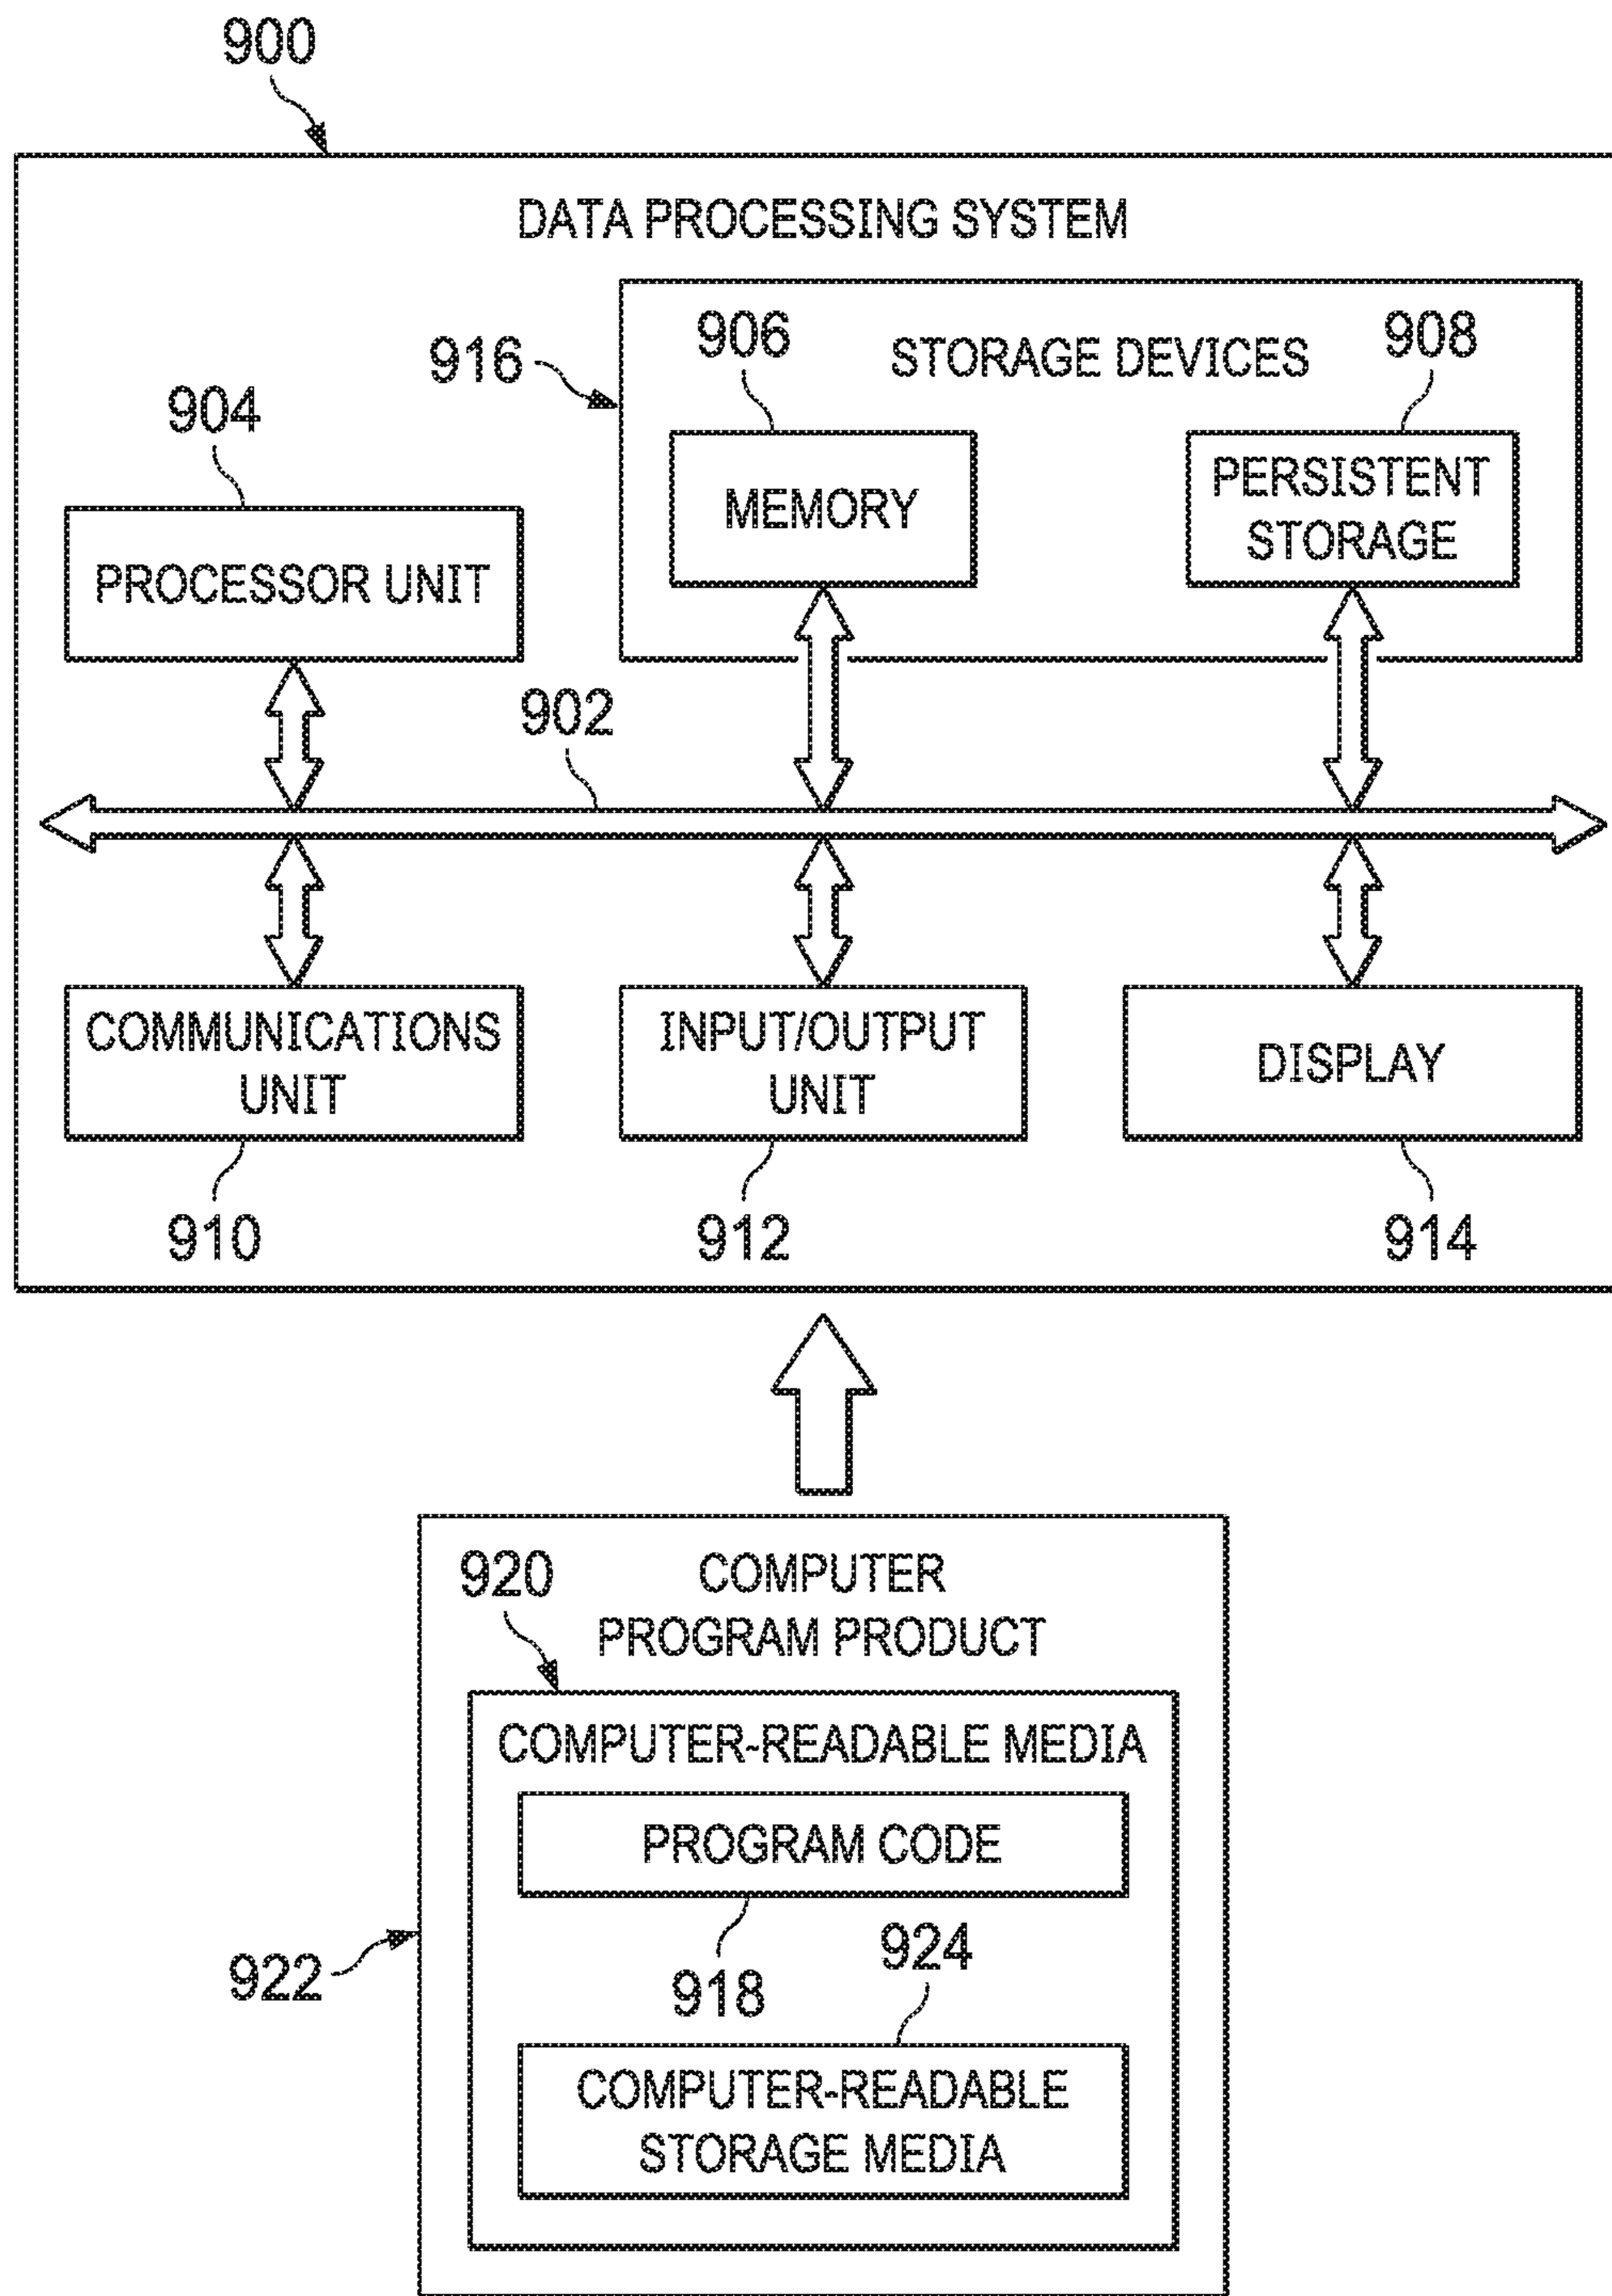 900
DATA PROCESSING SYSTEM
916
906
STORAGE DEVICES
908
904
MEMORY
PERSISTENT
STORAGE
PROCESSOR UNIT
902
COMMUNICATIONS
UNIT
INPUT/OUTPUT
UNIT
DISPLAY
910
912
914
920
COMPUTER
PROGRAM PRODUCT
COMPUTER-READABLE MEDIA
PROGRAM CODE
922
918
924
COMPUTER-READABLE
STORAGE MEDIA